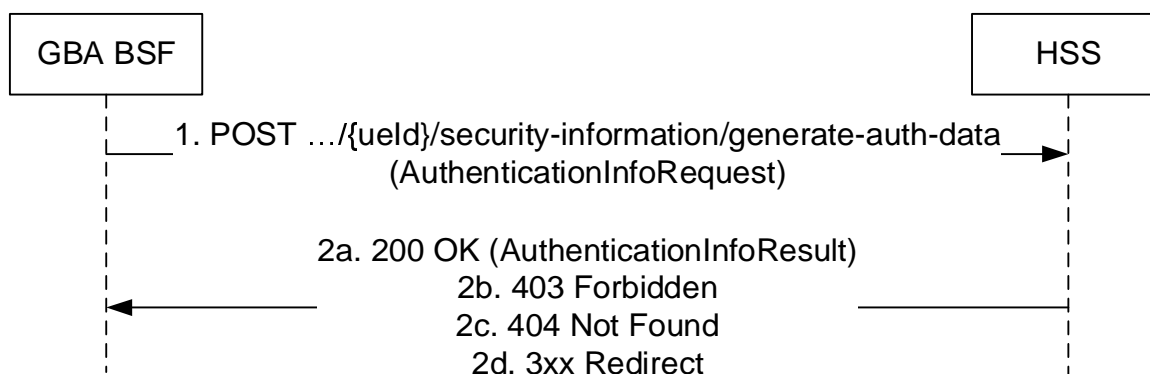 GBA BSF
HSS
1. POST …/{ueId}/security-information/generate-auth-data
(AuthenticationInfoRequest)
2a. 200 OK (AuthenticationInfoResult)
2b. 403 Forbidden
2c. 404 Not Found
2d. 3xx Redirect